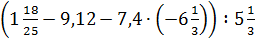 (1 18/25 − 9,12 − 7,4 · (−6 1/3)) : 5 1/3